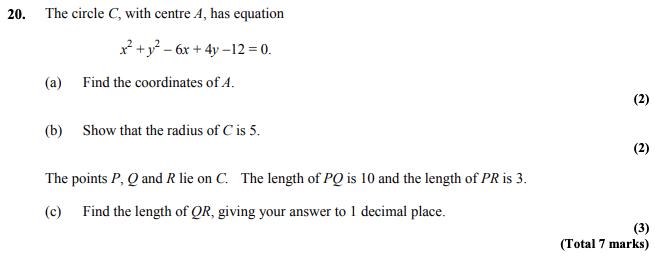 20. The circle C, with centre A, has equation
x² + y² – 6x + 4y –12 = 0.
(a) Find the coordinates of A.
(2)
(b) Show that the radius of C is 5.
(2)
The points P, Q and R lie on C. The length of PQ is 10 and the length of PR is 3.
(c) Find the length of QR, giving your answer to 1 decimal place.
(3)
(Total 7 marks)